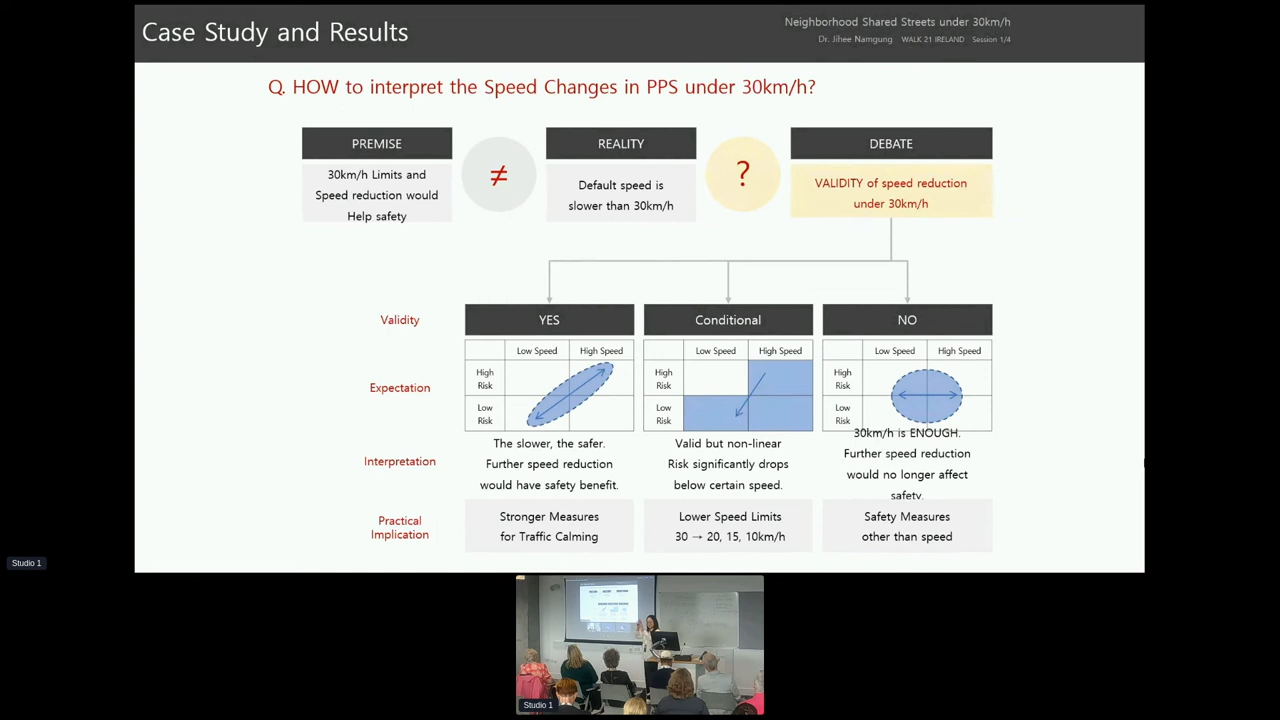 Case Study and Results
Neighborhood Shared Streets under 30km/h
Dr. Jihee Namgung WALK 21 IRELAND Session 1/4
Q. HOW to interpret the Speed Changes in PPS under 30km/h?
PREMISE
30km/h Limits and
Speed reduction would
Help safety
≠
REALITY
Default speed is
slower than 30km/h
?
DEBATE
VALIDITY of speed reduction
under 30km/h
Validity
YES
Conditional
NO
Expectation
Low Speed High Speed
High
Risk
Low
Risk
Low Speed High Speed
High
Risk
Low
Risk
Low Speed High Speed
High
Risk
Low
Risk
Interpretation
The slower, the safer.
Further speed reduction
would have safety benefit.
Valid but non-linear
Risk significantly drops
below certain speed.
30km/h is ENOUGH.
Further speed reduction
would no longer affect
safety.
Practical
Implication
Stronger Measures
for Traffic Calming
Lower Speed Limits
30 → 20, 15, 10km/h
Safety Measures
other than speed
Studio 1
Studio 1